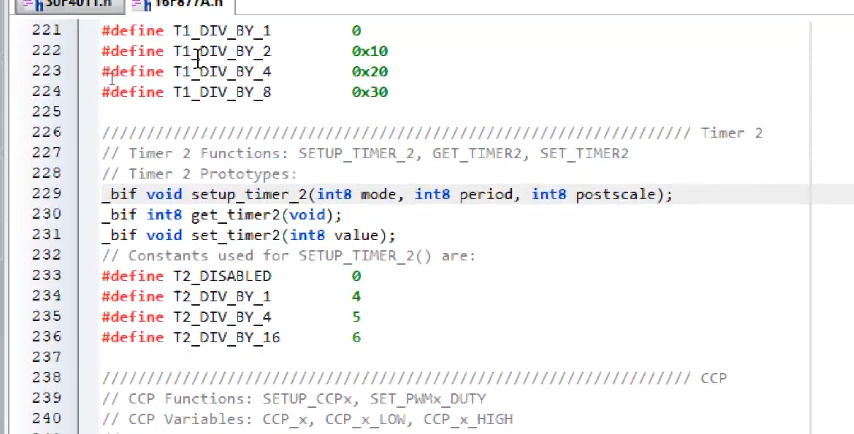 30F4011.h 16F877A.h
221 #define T1_DIV_BY_1 0
222 #define T1_DIV_BY_2 0x10
223 #define T1_DIV_BY_4 0x20
224 #define T1_DIV_BY_8 0x30
225
226 ////////////////////////////////////////////////////////////////// Timer 2
227 // Timer 2 Functions: SETUP_TIMER_2, GET_TIMER2, SET_TIMER2
228 // Timer 2 Prototypes:
229 _bif void setup_timer_2(int8 mode, int8 period, int8 postscale);
230 _bif int8 get_timer2(void);
231 _bif void set_timer2(int8 value);
232 // Constants used for SETUP_TIMER_2() are:
233 #define T2_DISABLED 0
234 #define T2_DIV_BY_1 4
235 #define T2_DIV_BY_4 5
236 #define T2_DIV_BY_16 6
237
238 ////////////////////////////////////////////////////////////////// CCP
239 // CCP Functions: SETUP_CCPx, SET_PWMx_DUTY
240 // CCP Variables: CCP_x, CCP_x_LOW, CCP_x_HIGH